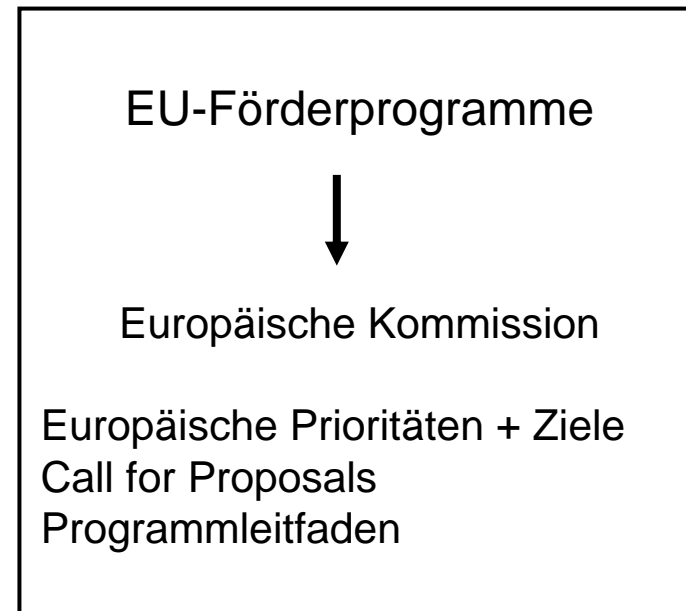 EU-Förderprogramme
Europäische Kommission
Europäische Prioritäten + Ziele
Call for Proposals
Programmleitfaden